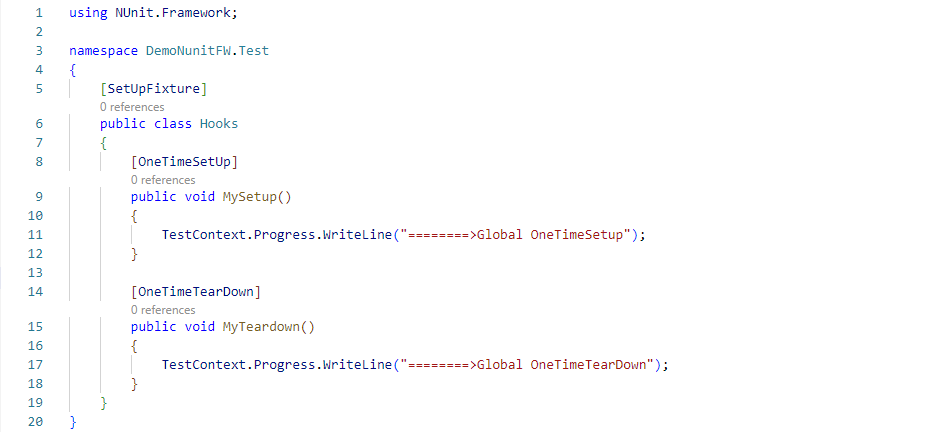 1 using NUnit.Framework;
2
3 namespace DemoNunitFW.Test
4 {
5 [SetUpFixture]
0 references
6 public class Hooks
7 {
8 [OneTimeSetUp]
0 references
9 public void MySetup()
10 {
11 TestContext.Progress.WriteLine("========>Global OneTimeSetup");
12 }
13
14 [OneTimeTearDown]
0 references
15 public void MyTeardown()
16 {
17 TestContext.Progress.WriteLine("========>Global OneTimeTearDown");
18 }
19 }
20 }